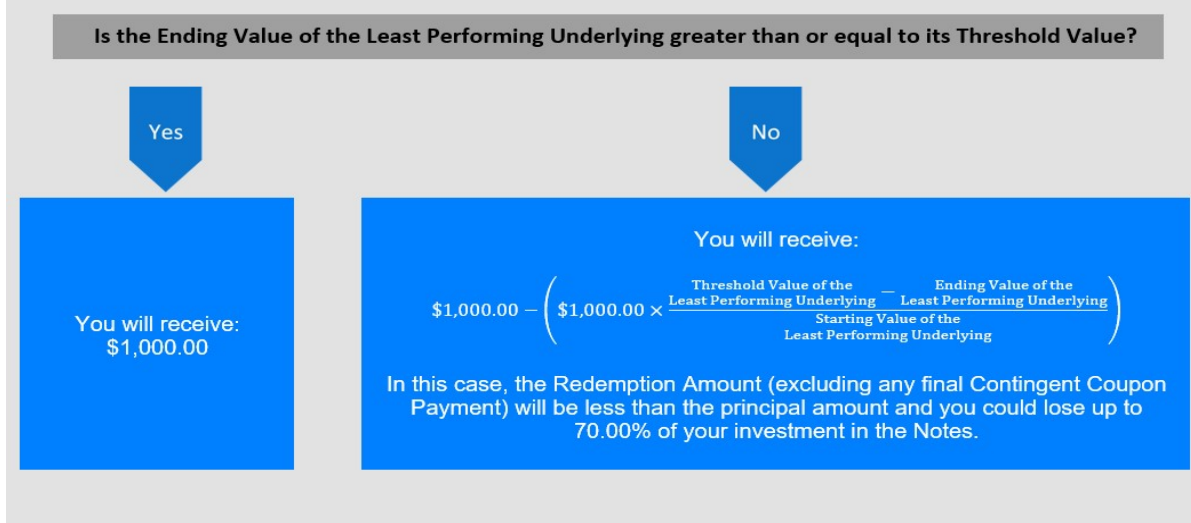 Is the Ending Value of the Least Performing Underlying greater than or equal to its Threshold Value?
Yes
No
You will receive:
$1,000.00
You will receive:
$1,000.00 − ( $1,000.00 × Threshold Value of the Least Performing Underlying − Ending Value of the Least Performing Underlying / Starting Value of the Least Performing Underlying )
In this case, the Redemption Amount (excluding any final Contingent Coupon
Payment) will be less than the principal amount and you could lose up to
70.00% of your investment in the Notes.